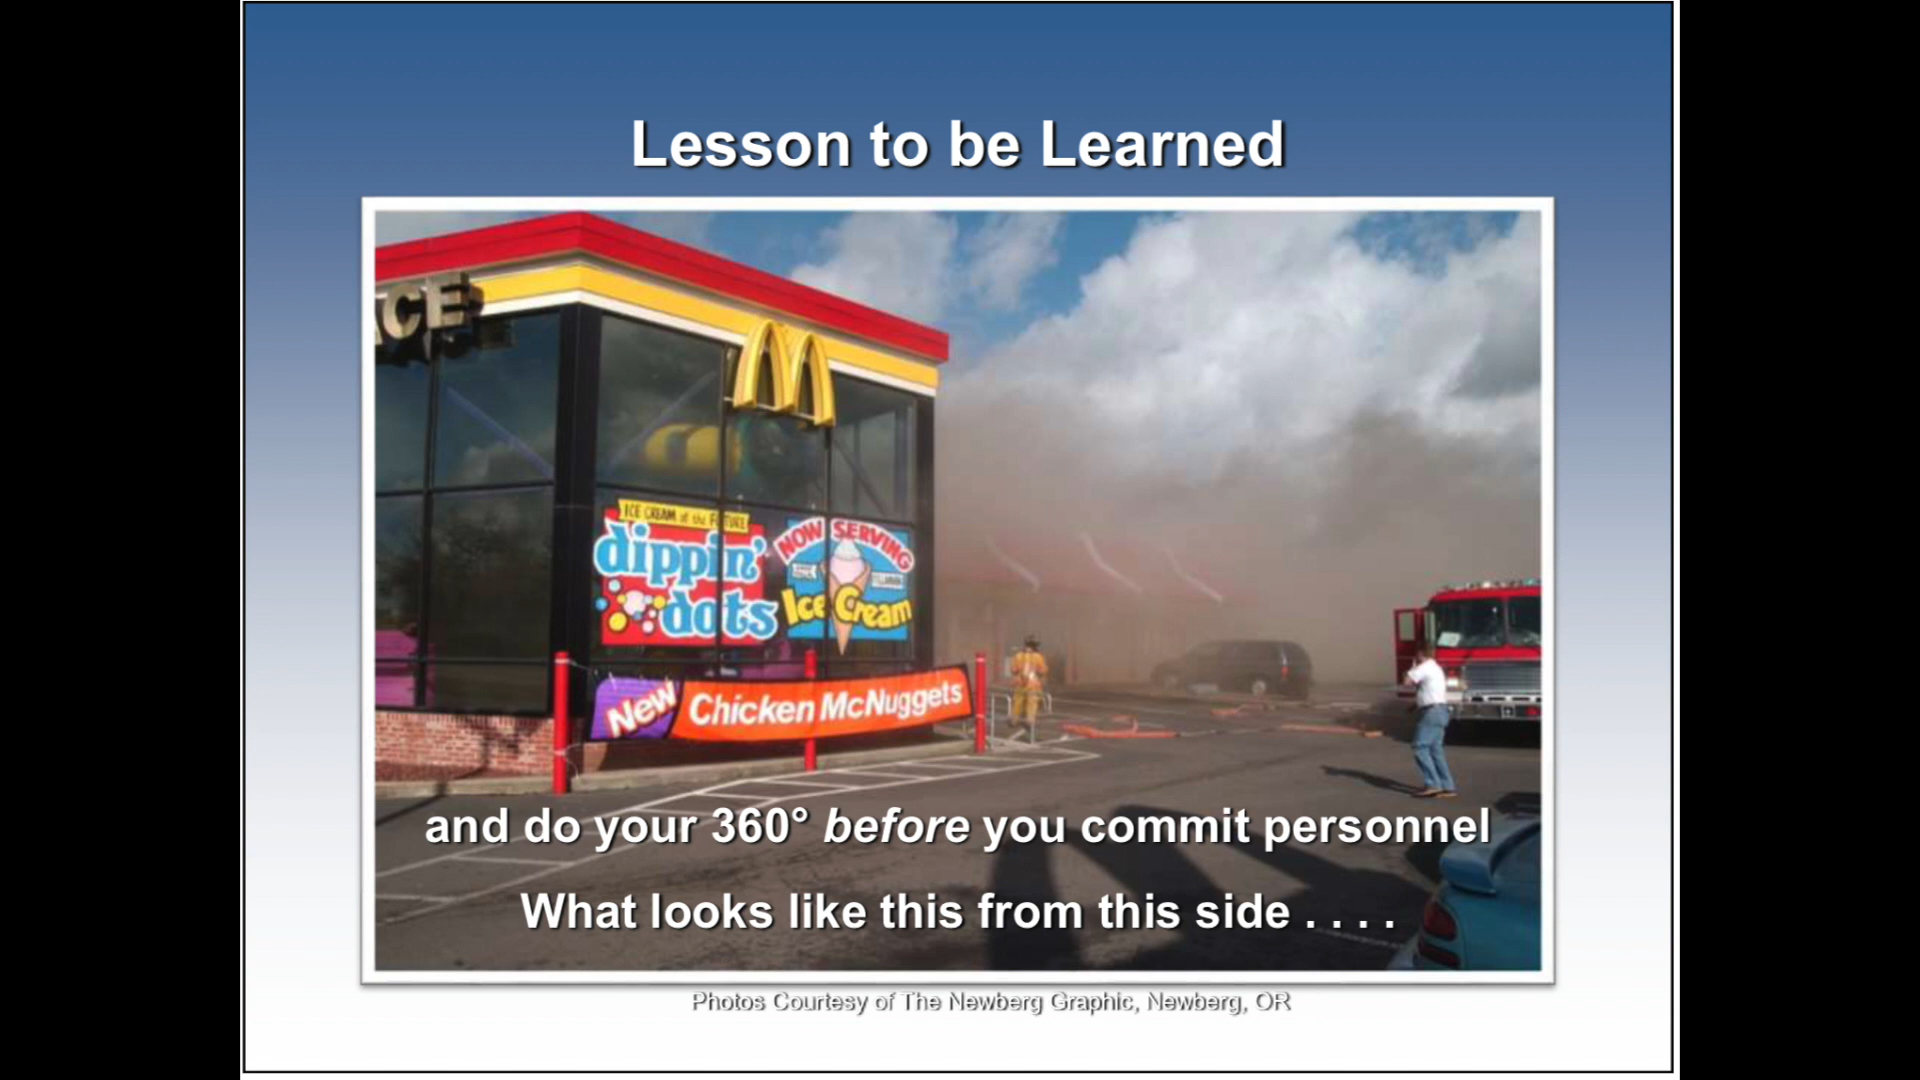 Lesson to be Learned
CE
M
ICE CREAM of the FUTURE
dippin'
dots
NOW SERVING
Ice Cream
New Chicken McNuggets
and do your 360° before you commit personnel
What looks like this from this side . . . .
Photos Courtesy of The Newberg Graphic, Newberg, OR